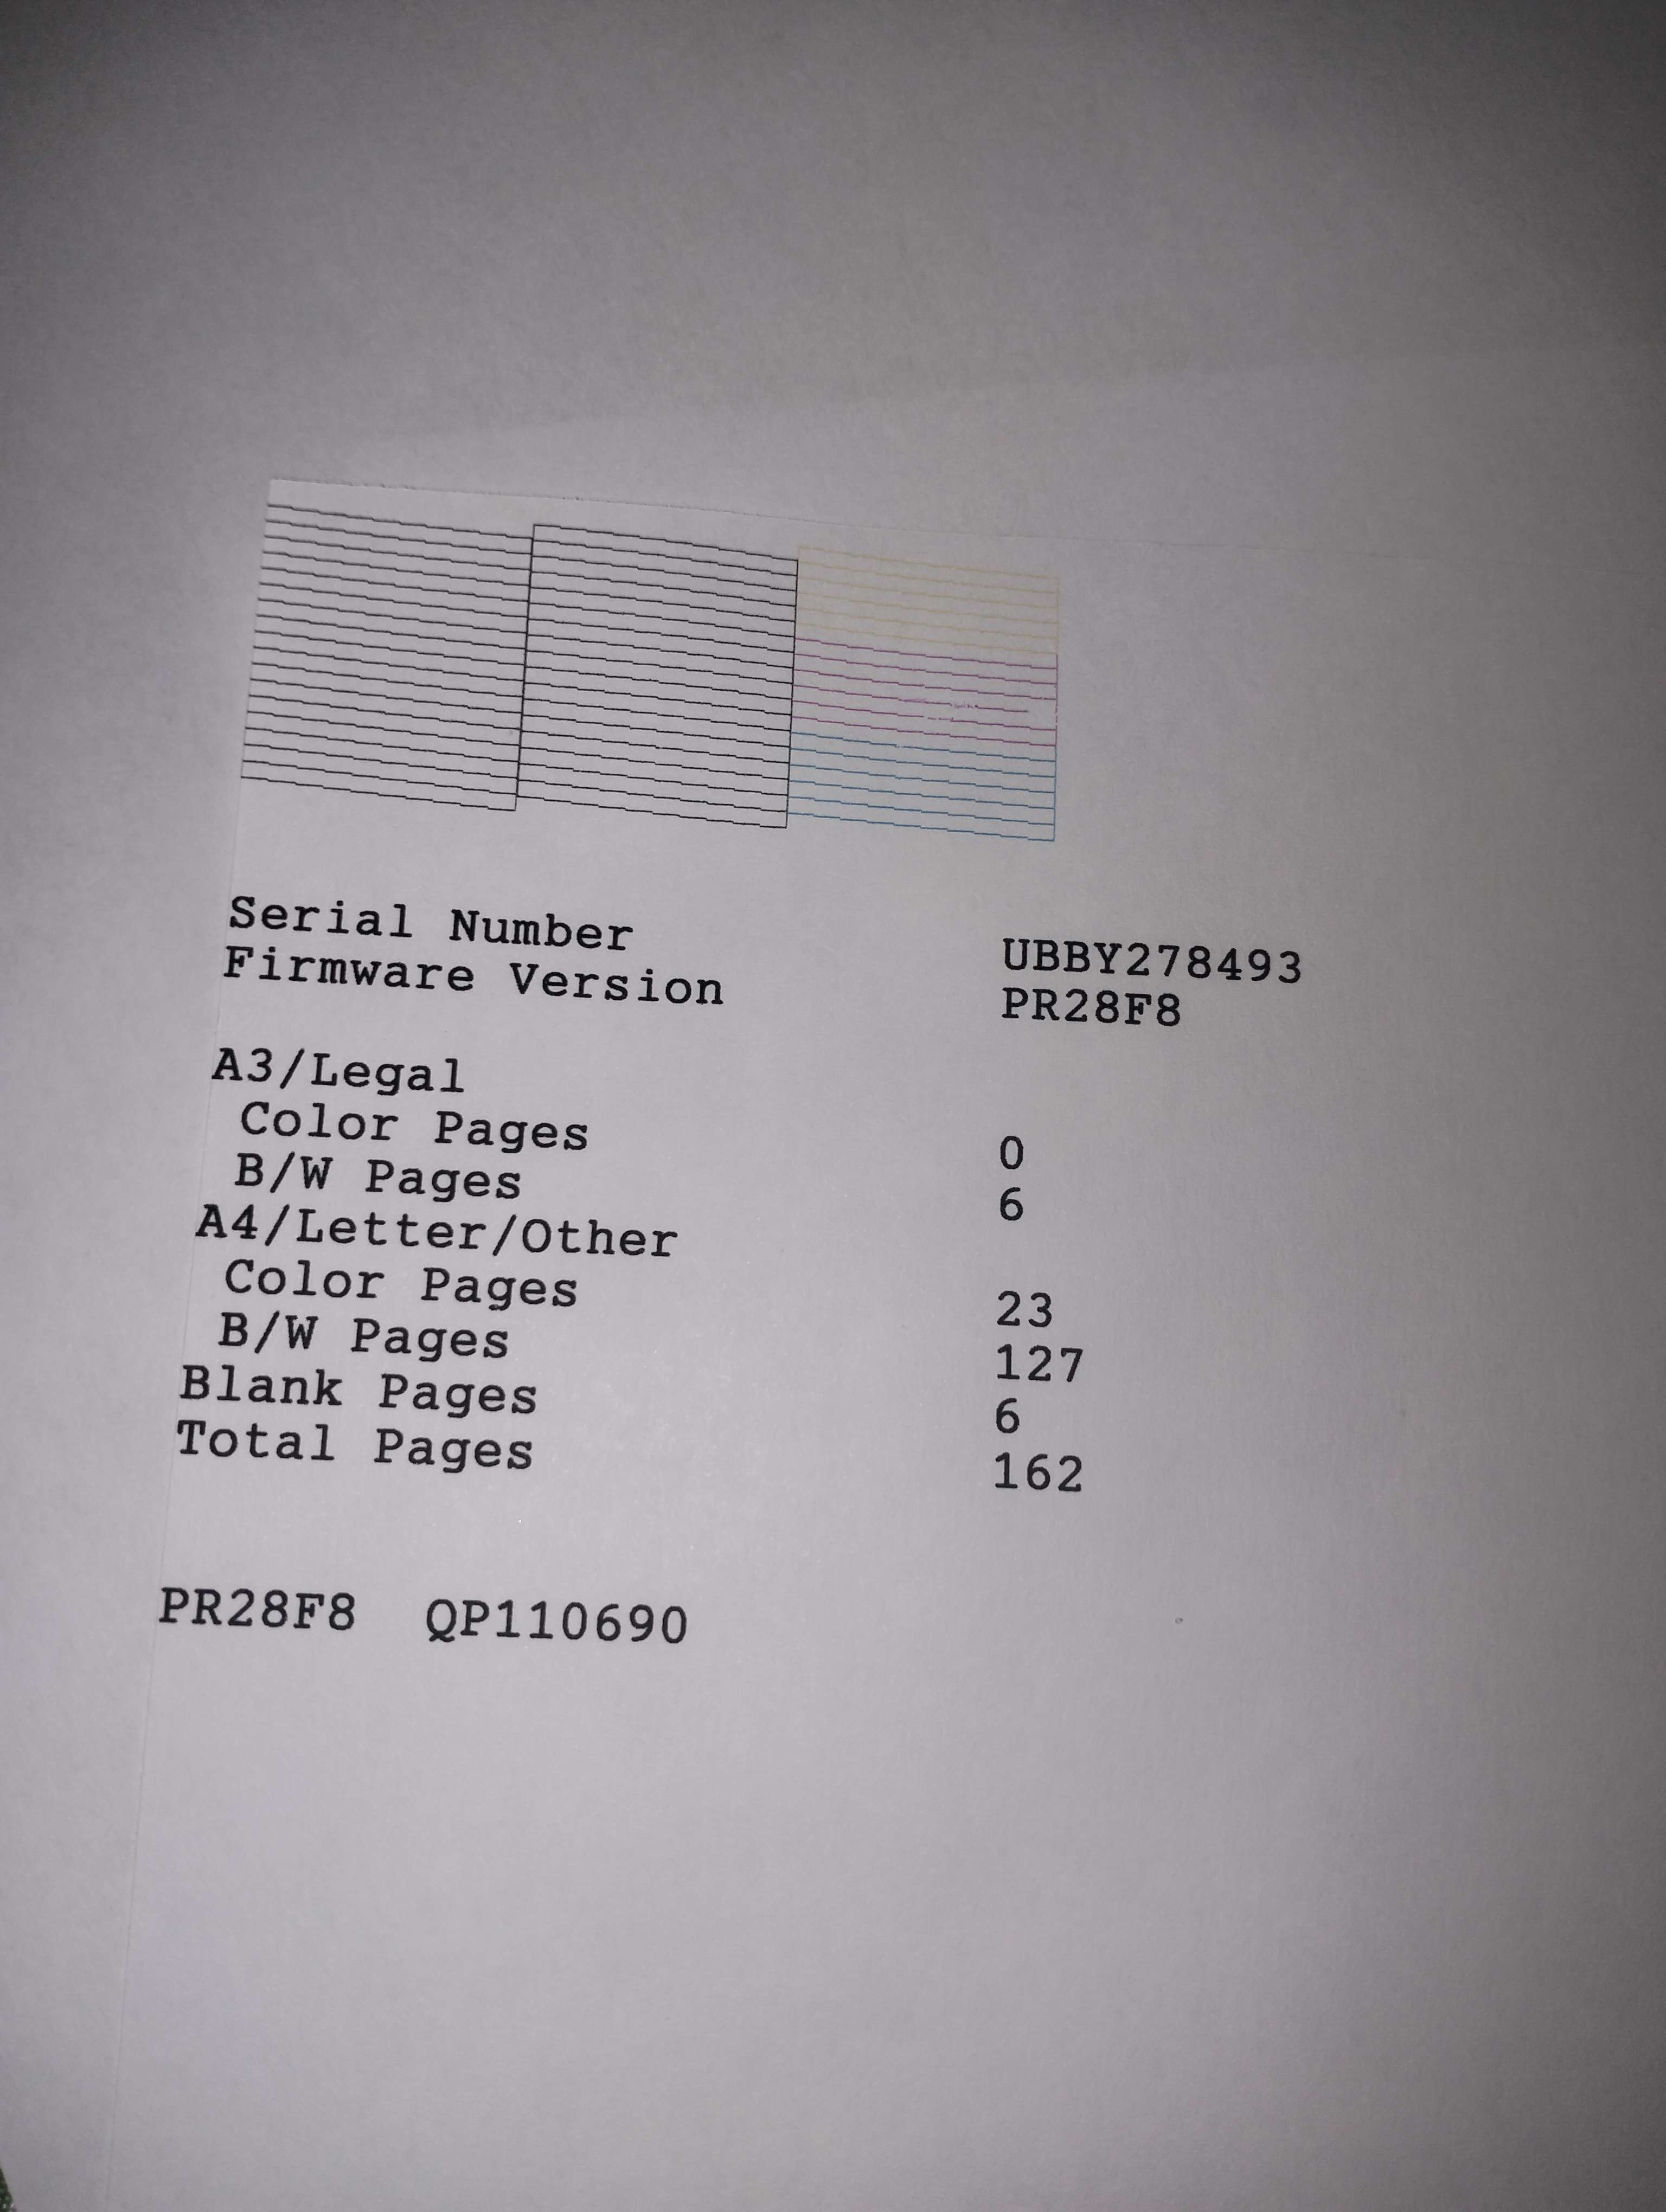 Serial Number UBBY278493
Firmware Version PR28F8
A3/Legal
Color Pages 0
B/W Pages 6
A4/Letter/Other
Color Pages 23
B/W Pages 127
Blank Pages 6
Total Pages 162
PR28F8 QP110690